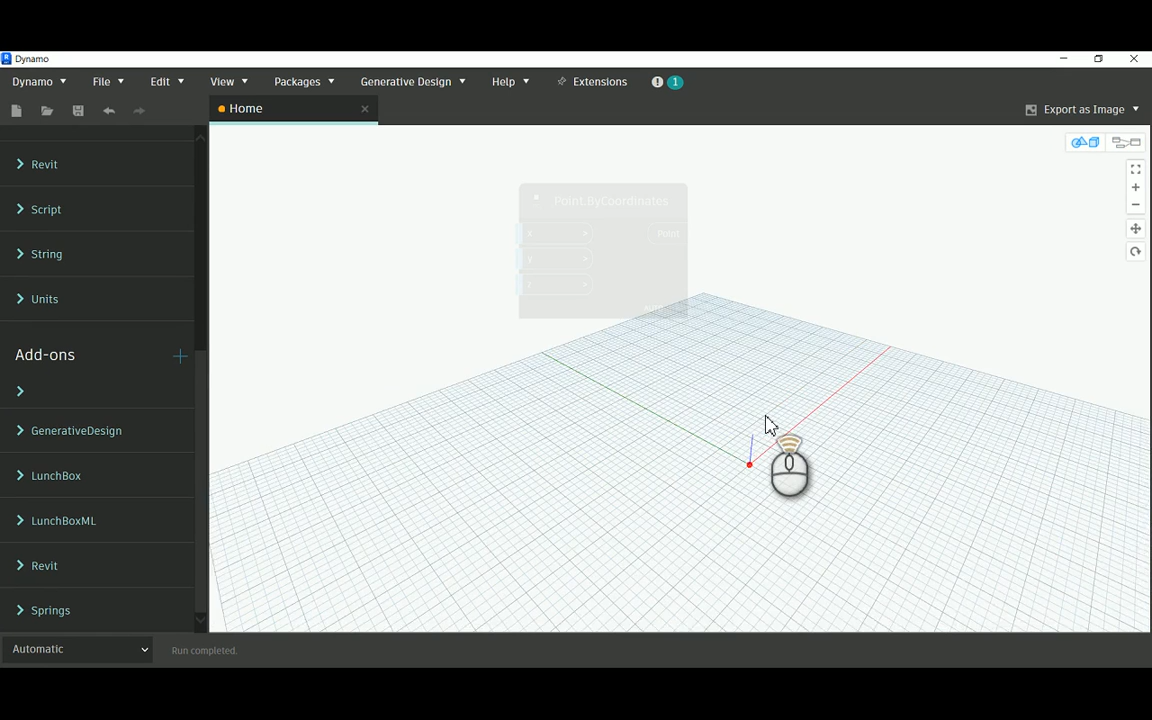 Dynamo
Dynamo File Edit View Packages Generative Design Help Extensions 1
Home
Export as Image
Revit
Script
String
Units
Add-ons
GenerativeDesign
LunchBox
LunchBoxML
Revit
Springs
Point.ByCoordinates
x > Point
y >
z >
Automatic
Run completed.